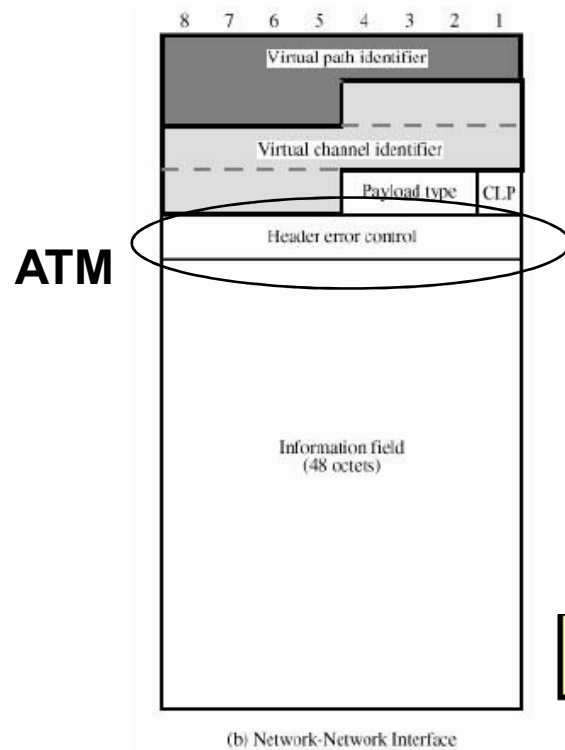 8 7 6 5 4 3 2 1
Virtual path identifier
Virtual channel identifier
Payload type CLP
Header error control
ATM
Information field
(48 octets)
(b) Network-Network Interface